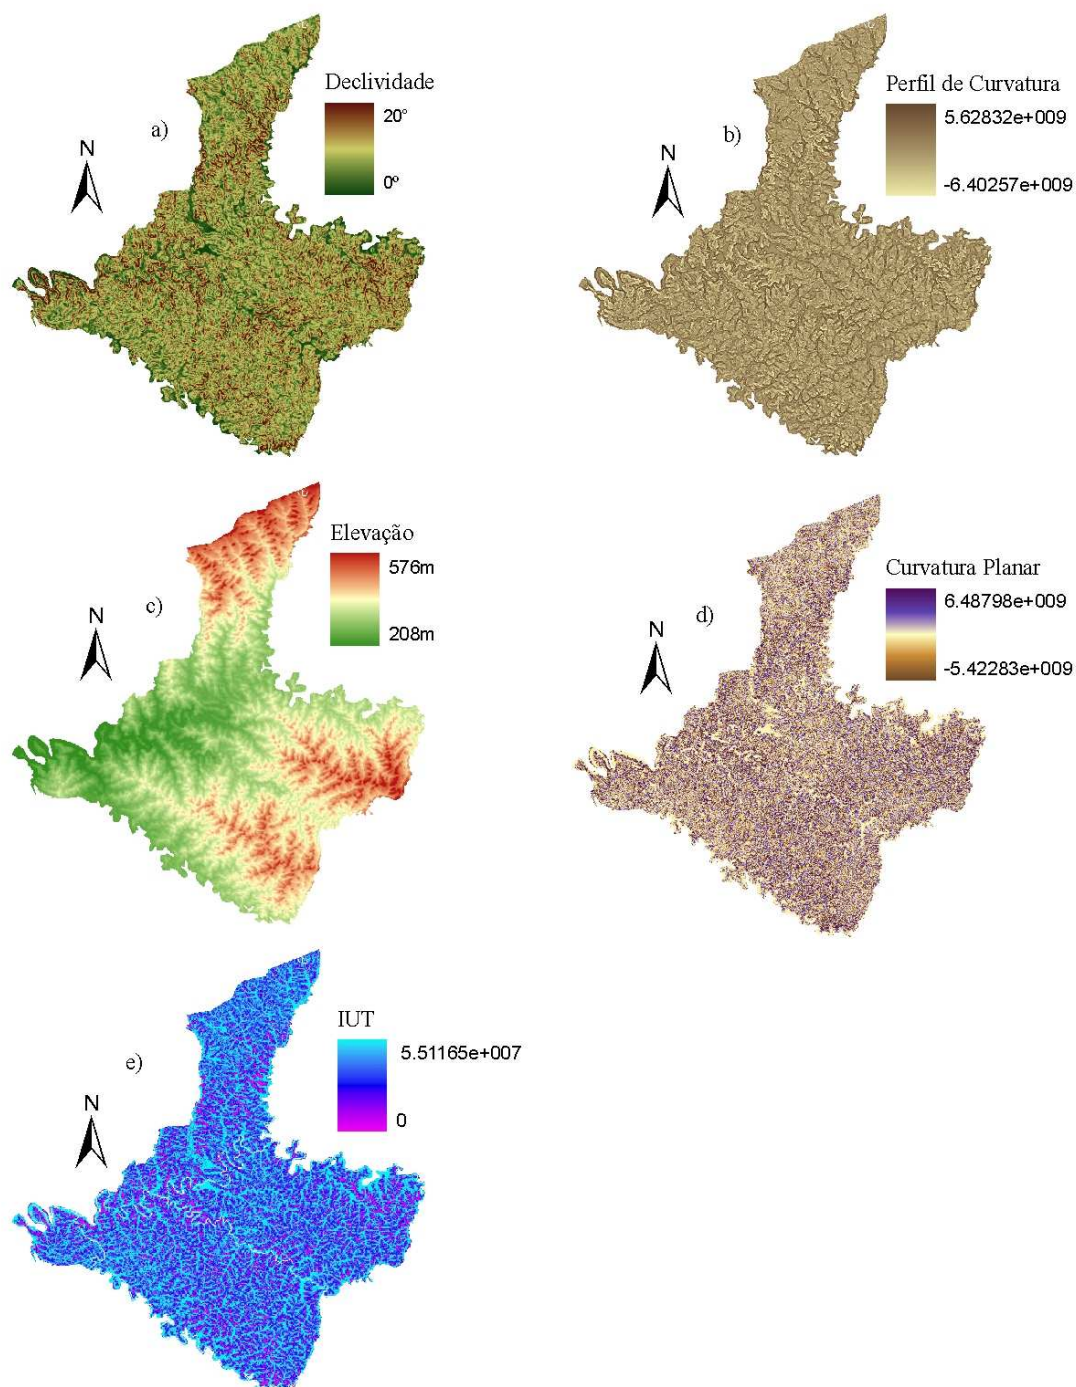 Declividade
20°
a)
N
0°
Perfil de Curvatura
5.62832e+009
b)
N
-6.40257e+009
Elevação
576m
c)
N
208m
Curvatura Planar
6.48798e+009
d)
N
-5.42283e+009
IUT
5.51165e+007
e)
N
0